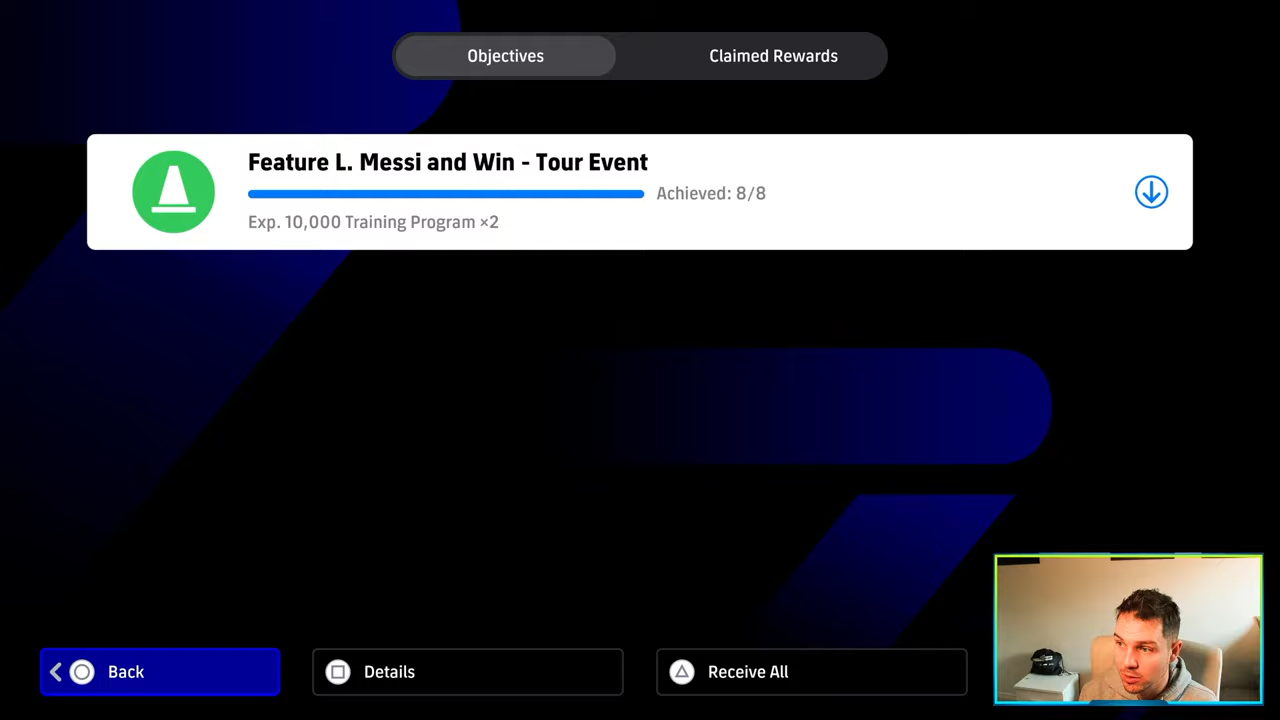 Objectives
Claimed Rewards
Feature L. Messi and Win - Tour Event
Achieved: 8/8
Exp. 10,000 Training Program ×2
Back
Details
Receive All